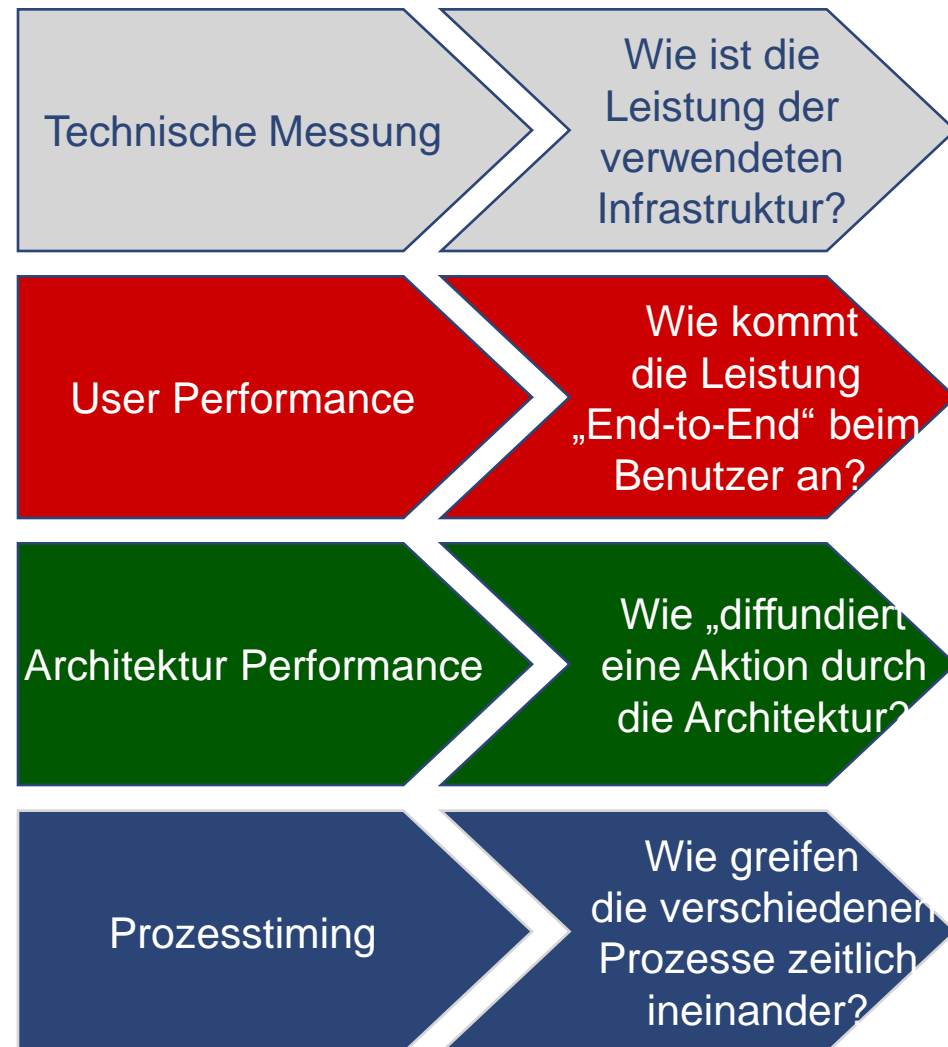 Technische Messung
Wie ist die
Leistung der
verwendeten
Infrastruktur?
User Performance
Wie kommt
die Leistung
„End-to-End“ beim
Benutzer an?
Architektur Performance
Wie „diffundiert“
eine Aktion durch
die Architektur?
Prozesstiming
Wie greifen
die verschiedenen
Prozesse zeitlich
ineinander?